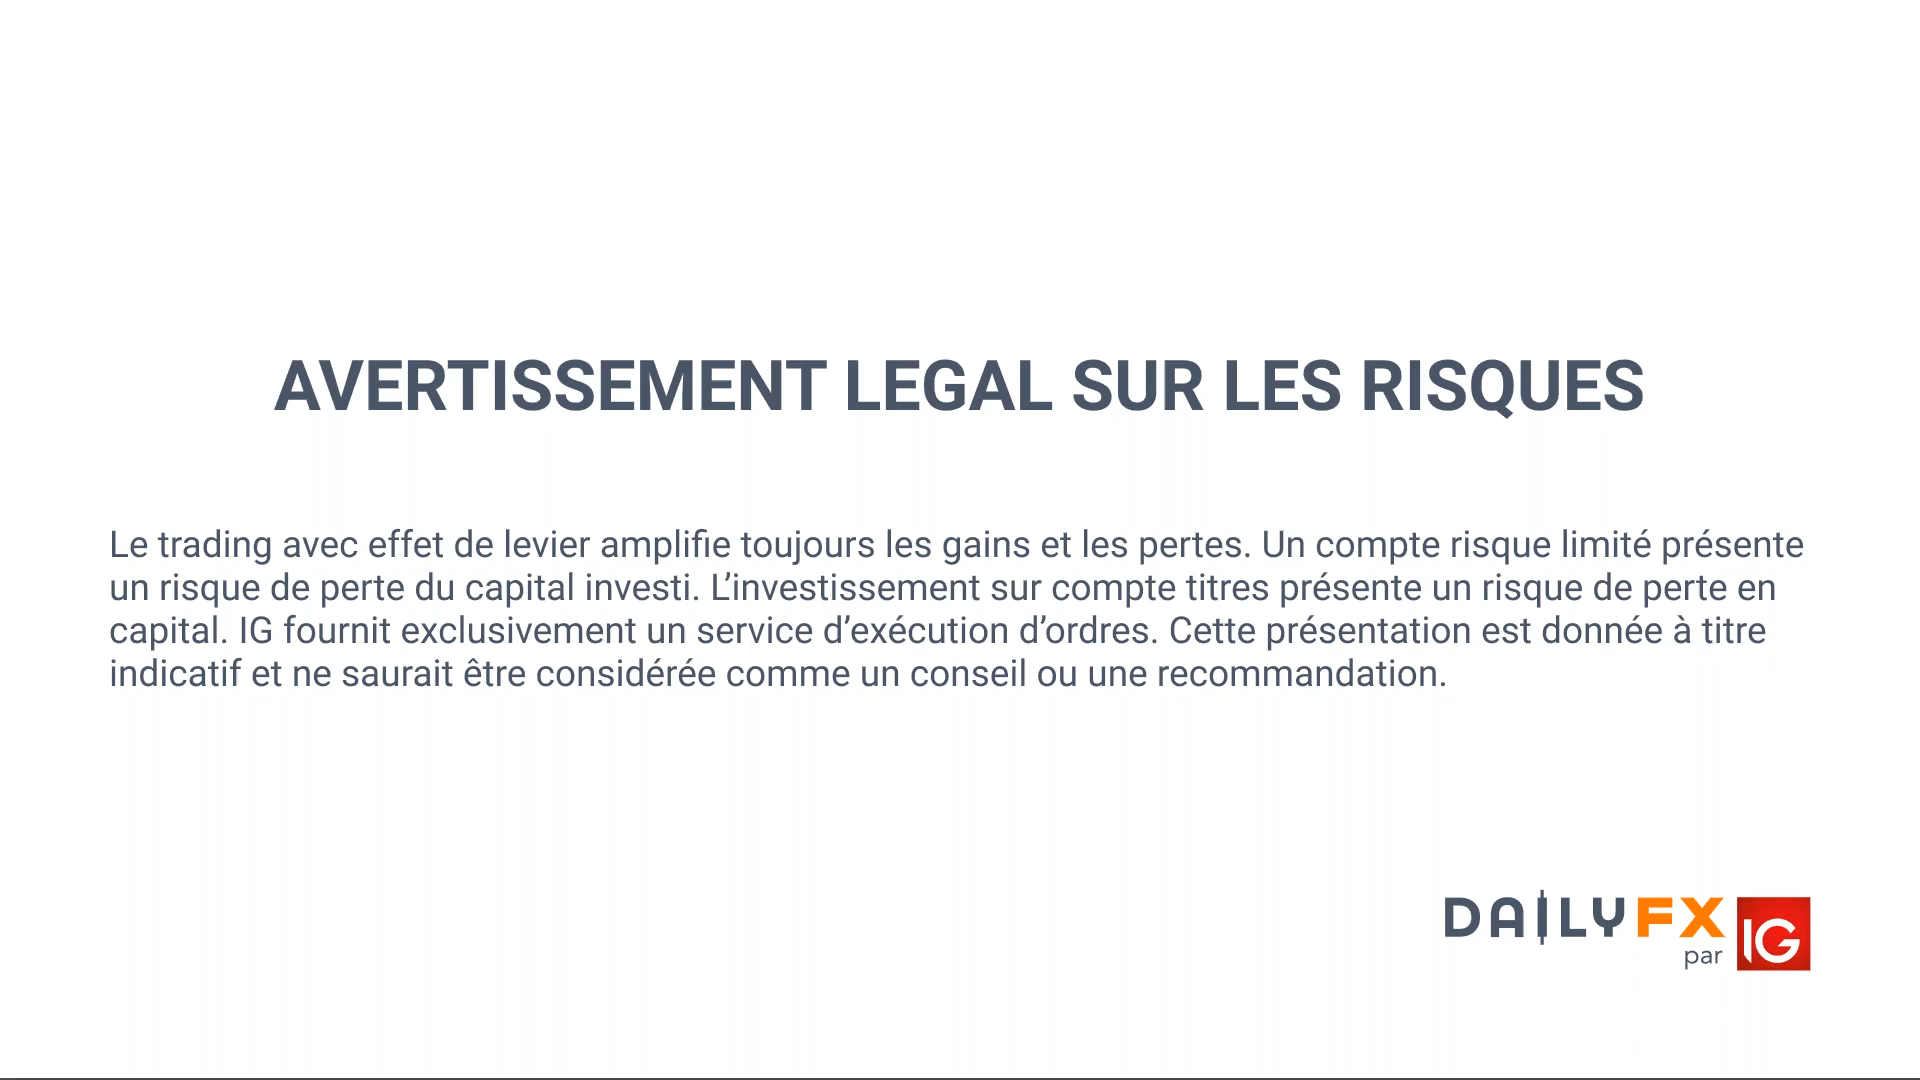 AVERTISSEMENT LEGAL SUR LES RISQUES
Le trading avec effet de levier amplifie toujours les gains et les pertes. Un compte risque limité présente
un risque de perte du capital investi. L’investissement sur compte titres présente un risque de perte en
capital. IG fournit exclusivement un service d’exécution d’ordres. Cette présentation est donnée à titre
indicatif et ne saurait être considérée comme un conseil ou une recommandation.
DAILYFX
par IG